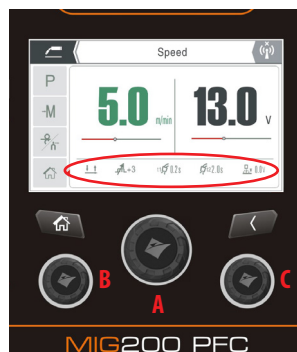 Speed
P
-M
5.0 m/min 13.0 V
+3 0.2s 2.0s 0.0V
B A C
MIG200 PFC